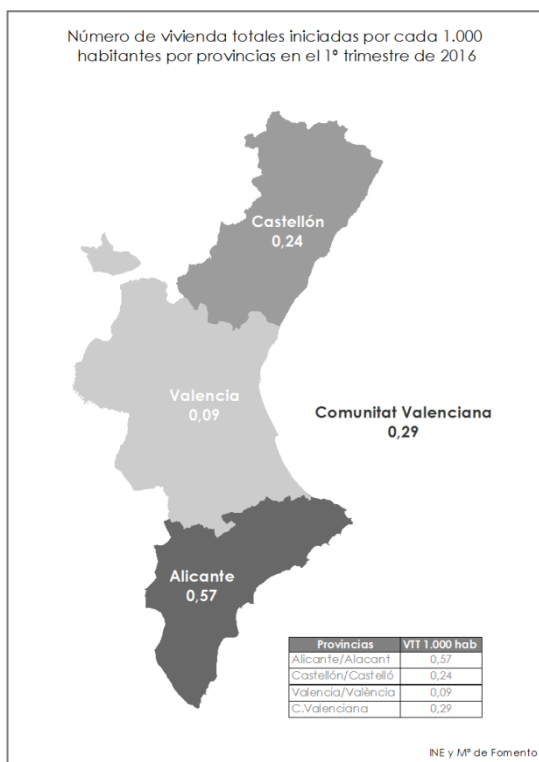 Número de vivienda totales iniciadas por cada 1.000
habitantes por provincias en el 1º trimestre de 2016
Castellón
0,24
Valencia
0,09
Comunitat Valenciana
0,29
Alicante
0,57
Provincias VTT 1.000 hab
Alicante/Alacant 0,57
Castellón/Castelló 0,24
Valencia/València 0,09
C.Valenciana 0,29
INE y Mº de Fomento